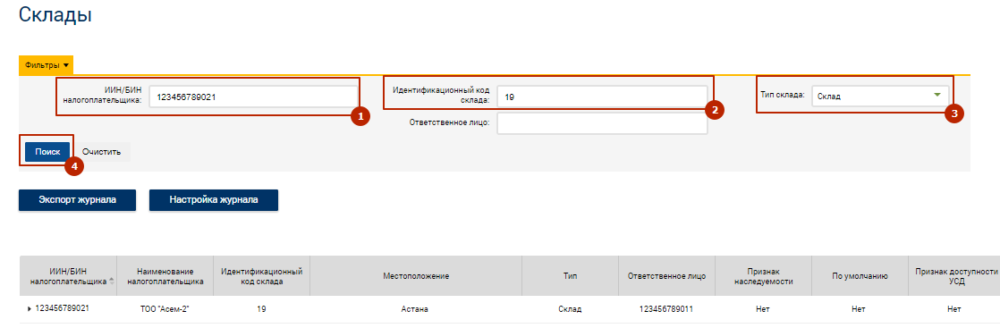 Склады
Фильтры
ИИН/БИН
налогоплательщика:
123456789021
1
Идентификационный код
склада:
19
2
Тип склада:
Склад
3
Ответственное лицо:
Поиск
Очистить
4
Экспорт журнала
Настройка журнала
ИИН/БИН
налогоплательщика
Наименование
налогоплательщика
Идентификационный
код склада
Местоположение
Тип
Ответственное лицо
Признак
наследуемости
По умолчанию
Признак доступности
УСД
123456789021
ТОО "Асем-2"
19
Астана
Склад
123456789011
Нет
Нет
Нет